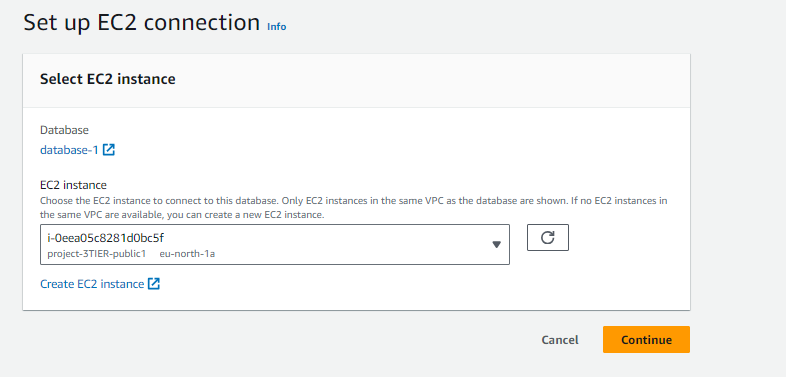 Set up EC2 connection Info
Select EC2 instance
Database
database-1
EC2 instance
Choose the EC2 instance to connect to this database. Only EC2 instances in the same VPC as the database are shown. If no EC2 instances in
the same VPC are available, you can create a new EC2 instance.
i-0eea05c8281d0bc5f
project-3TIER-public1 eu-north-1a
Create EC2 instance
Cancel Continue